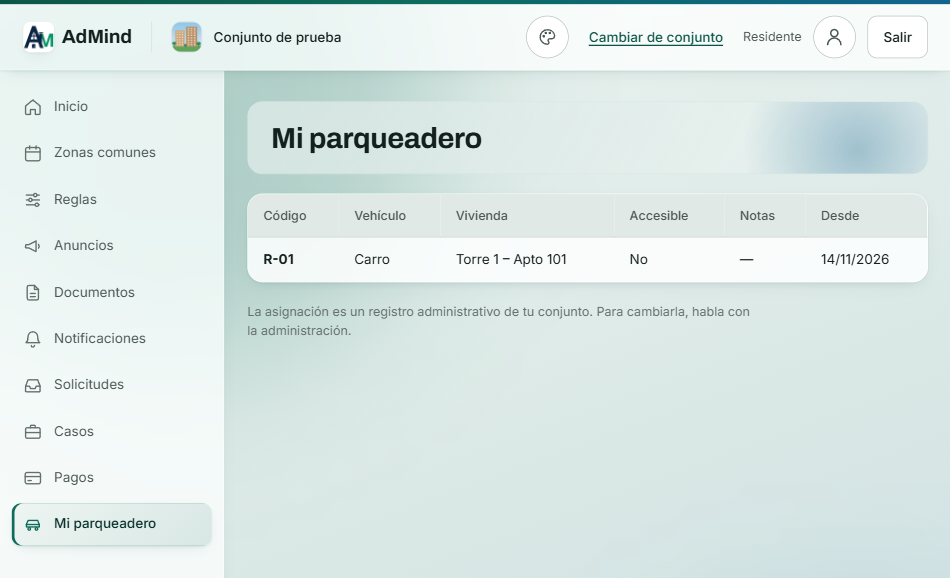 AM AdMind
Conjunto de prueba
Cambiar de conjunto
Residente
Salir
Inicio
Zonas comunes
Reglas
Anuncios
Documentos
Notificaciones
Solicitudes
Casos
Pagos
Mi parqueadero
Mi parqueadero
Código Vehículo Vivienda Accesible Notas Desde
R-01 Carro Torre 1 – Apto 101 No — 14/11/2026
La asignación es un registro administrativo de tu conjunto. Para cambiarla, habla con
la administración.